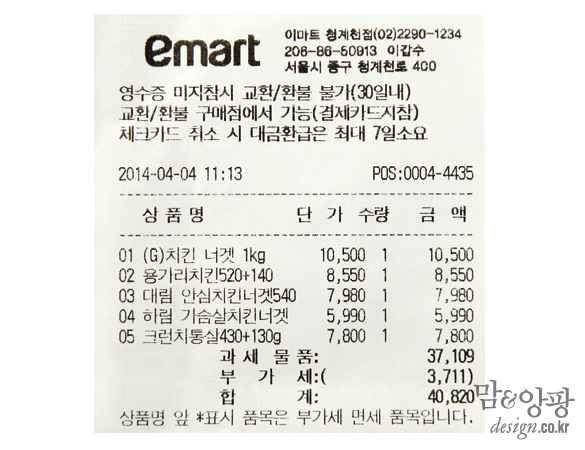 emart
이마트 청계천점(02)2290-1234
206-86-50913 이갑수
서울시 중구 청계천로 400
영수증 미지참시 교환/환불 불가(30일내)
교환/환불 구매점에서 가능(결제카드지참)
체크카드 취소 시 대금환급은 최대 7일소요
2014-04-04 11:13 POS:0004-4435
상 품 명 단 가 수량 금 액
01 (G)치킨 너겟 1kg 10,500 1 10,500
02 용가리치킨520+140 8,550 1 8,550
03 대림 안심치킨너겟540 7,980 1 7,980
04 하림 가슴살치킨너겟 5,990 1 5,990
05 크런치통살430+130g 7,800 1 7,800
과 세 물 품: 37,109
부 가 세:( 3,711)
합 계: 40,820
상품명 앞 *표시 품목은 부가세 면세 품목입니다.
맘&앙팡
design.co.kr